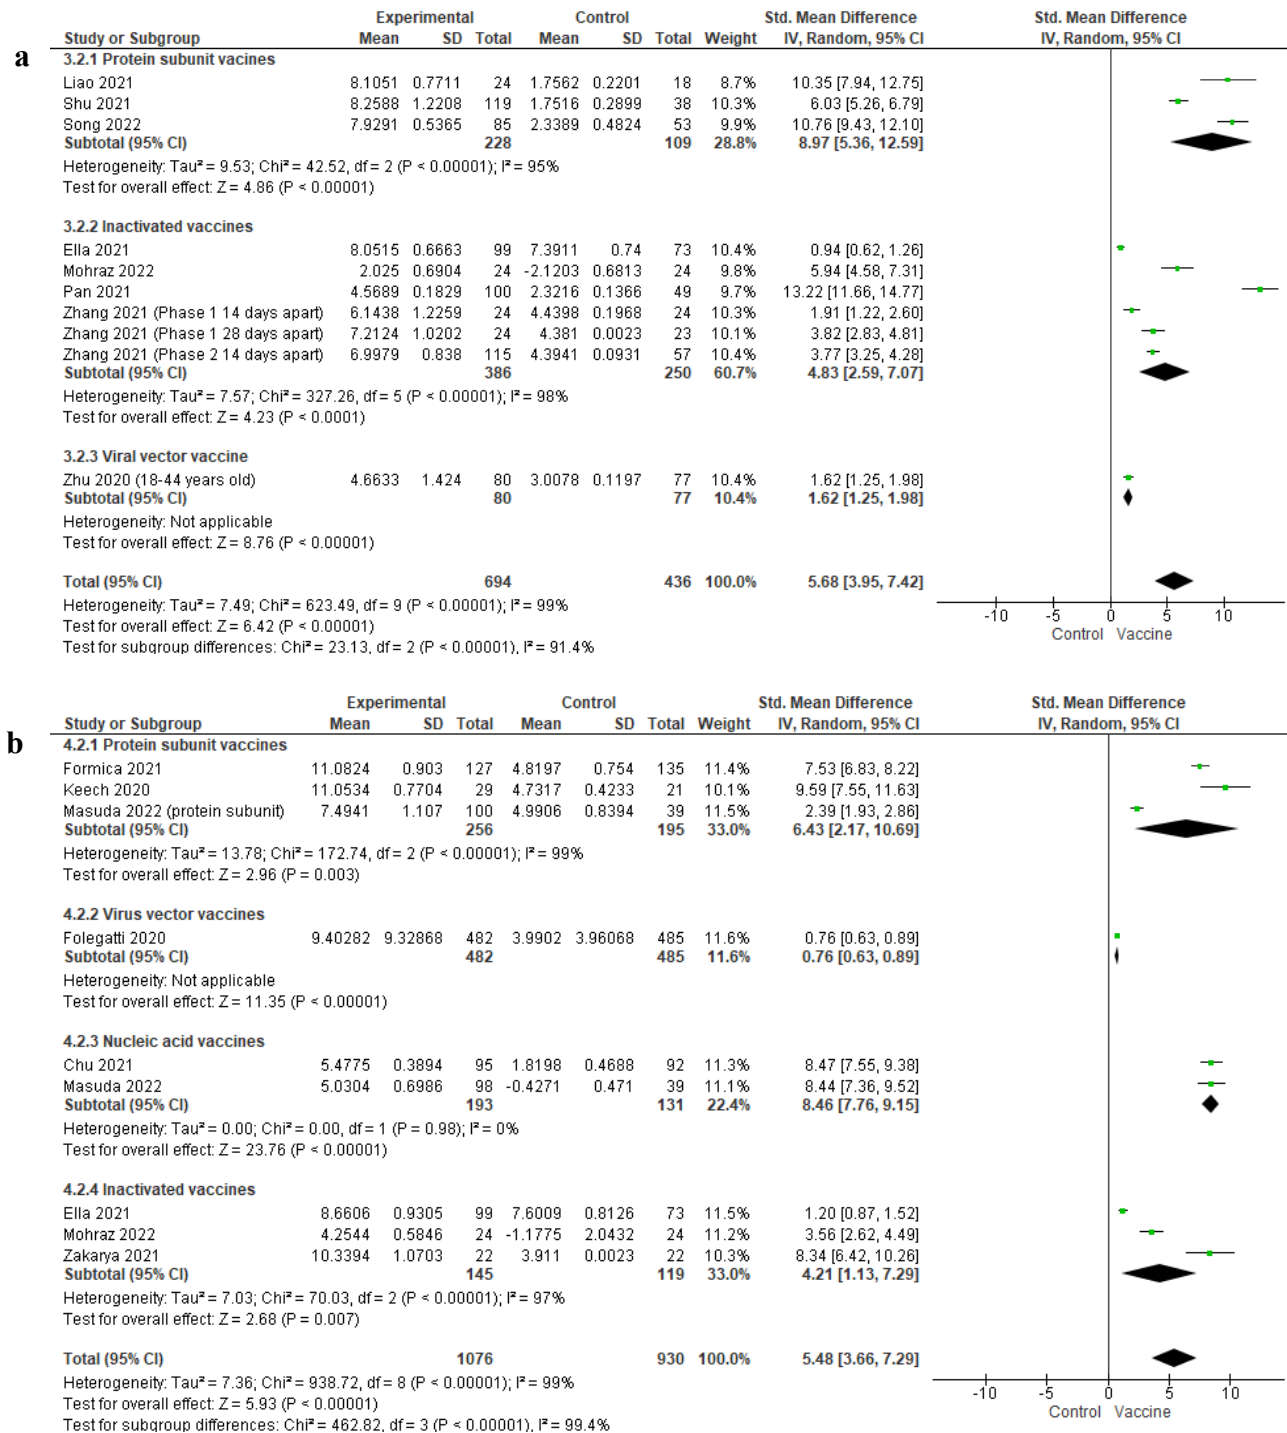 a
Experimental Control Std. Mean Difference Std. Mean Difference
Study or Subgroup Mean SD Total Mean SD Total Weight IV, Random, 95% CI IV, Random, 95% CI
3.2.1 Protein subunit vacines
Liao 2021 8.1051 0.7711 24 1.7562 0.2201 18 8.7% 10.35 [7.94, 12.75]
Shu 2021 8.2588 1.2208 119 1.7516 0.2899 38 10.3% 6.03 [5.26, 6.79]
Song 2022 7.9291 0.5365 85 2.3389 0.4824 53 9.9% 10.76 [9.43, 12.10]
Subtotal (95% CI) 228 109 28.8% 8.97 [5.36, 12.59]
Heterogeneity: Tau² = 9.53; Chi² = 42.52, df = 2 (P < 0.00001); I² = 95%
Test for overall effect: Z = 4.86 (P < 0.00001)
3.2.2 Inactivated vaccines
Ella 2021 8.0515 0.6663 99 7.3911 0.74 73 10.4% 0.94 [0.62, 1.26]
Mohraz 2022 2.025 0.6904 24 -2.1203 0.6813 24 9.8% 5.94 [4.58, 7.31]
Pan 2021 4.5689 0.1829 100 2.3216 0.1366 49 9.7% 13.22 [11.66, 14.77]
Zhang 2021 (Phase 1 14 days apart) 6.1438 1.2259 24 4.4398 0.1968 24 10.3% 1.91 [1.22, 2.60]
Zhang 2021 (Phase 1 28 days apart) 7.2124 1.0202 24 4.381 0.0023 23 10.1% 3.82 [2.83, 4.81]
Zhang 2021 (Phase 2 14 days apart) 6.9979 0.838 115 4.3941 0.0931 57 10.4% 3.77 [3.25, 4.28]
Subtotal (95% CI) 386 250 60.7% 4.83 [2.59, 7.07]
Heterogeneity: Tau² = 7.57; Chi² = 327.26, df = 5 (P < 0.00001); I² = 98%
Test for overall effect: Z = 4.23 (P < 0.0001)
3.2.3 Viral vector vaccine
Zhu 2020 (18-44 years old) 4.6633 1.424 80 3.0078 0.1197 77 10.4% 1.62 [1.25, 1.98]
Subtotal (95% CI) 80 77 10.4% 1.62 [1.25, 1.98]
Heterogeneity: Not applicable
Test for overall effect: Z = 8.76 (P < 0.00001)
Total (95% CI) 694 436 100.0% 5.68 [3.95, 7.42]
Heterogeneity: Tau² = 7.49; Chi² = 623.49, df = 9 (P < 0.00001); I² = 99%
Test for overall effect: Z = 6.42 (P < 0.00001)
Test for subgroup differences: Chi² = 23.13, df = 2 (P < 0.00001), I² = 91.4%
-10 -5 0 5 10
Control Vaccine
b
Experimental Control Std. Mean Difference Std. Mean Difference
Study or Subgroup Mean SD Total Mean SD Total Weight IV, Random, 95% CI IV, Random, 95% CI
4.2.1 Protein subunit vaccines
Formica 2021 11.0824 0.903 127 4.8197 0.754 135 11.4% 7.53 [6.83, 8.22]
Keech 2020 11.0534 0.7704 29 4.7317 0.4233 21 10.1% 9.59 [7.55, 11.63]
Masuda 2022 (protein subunit) 7.4941 1.107 100 4.9906 0.8394 39 11.5% 2.39 [1.93, 2.86]
Subtotal (95% CI) 256 195 33.0% 6.43 [2.17, 10.69]
Heterogeneity: Tau² = 13.78; Chi² = 172.74, df = 2 (P < 0.00001); I² = 99%
Test for overall effect: Z = 2.96 (P = 0.003)
4.2.2 Virus vector vaccines
Folegatti 2020 9.40282 9.32868 482 3.9902 3.96068 485 11.6% 0.76 [0.63, 0.89]
Subtotal (95% CI) 482 485 11.6% 0.76 [0.63, 0.89]
Heterogeneity: Not applicable
Test for overall effect: Z = 11.35 (P < 0.00001)
4.2.3 Nucleic acid vaccines
Chu 2021 5.4775 0.3894 95 1.8198 0.4688 92 11.3% 8.47 [7.55, 9.38]
Masuda 2022 5.0304 0.6986 98 -0.4271 0.471 39 11.1% 8.44 [7.36, 9.52]
Subtotal (95% CI) 193 131 22.4% 8.46 [7.76, 9.15]
Heterogeneity: Tau² = 0.00; Chi² = 0.00, df = 1 (P = 0.98); I² = 0%
Test for overall effect: Z = 23.76 (P < 0.00001)
4.2.4 Inactivated vaccines
Ella 2021 8.6606 0.9305 99 7.6009 0.8126 73 11.5% 1.20 [0.87, 1.52]
Mohraz 2022 4.2544 0.5846 24 -1.1775 2.0432 24 11.2% 3.56 [2.62, 4.49]
Zakarya 2021 10.3394 1.0703 22 3.911 0.0023 22 10.3% 8.34 [6.42, 10.26]
Subtotal (95% CI) 145 119 33.0% 4.21 [1.13, 7.29]
Heterogeneity: Tau² = 7.03; Chi² = 70.03, df = 2 (P < 0.00001); I² = 97%
Test for overall effect: Z = 2.68 (P = 0.007)
Total (95% CI) 1076 930 100.0% 5.48 [3.66, 7.29]
Heterogeneity: Tau² = 7.36; Chi² = 938.72, df = 8 (P < 0.00001); I² = 99%
Test for overall effect: Z = 5.93 (P < 0.00001)
Test for subgroup differences: Chi² = 462.82, df = 3 (P < 0.00001), I² = 99.4%
-10 -5 0 5 10
Control Vaccine